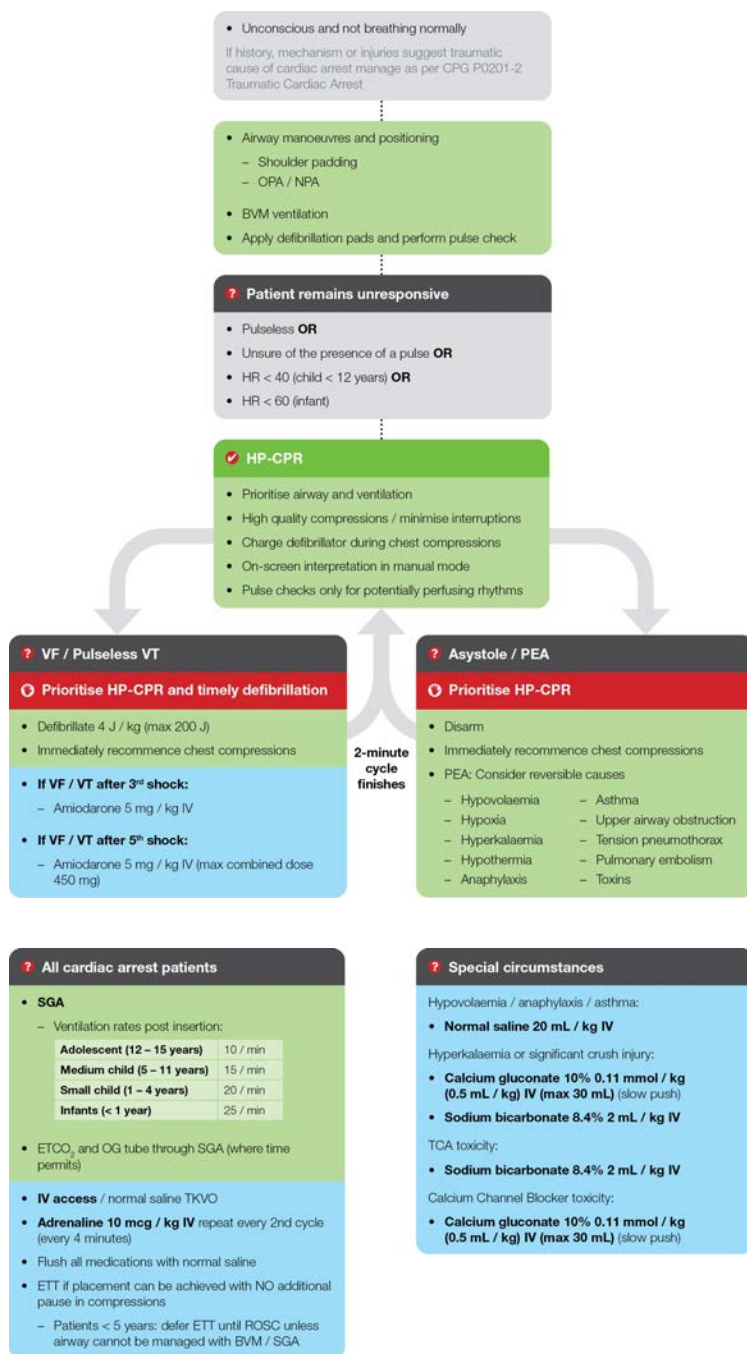 • Unconscious and not breathing normally
If history, mechanism or injuries suggest traumatic
cause of cardiac arrest manage as per CPG P0201-2
Traumatic Cardiac Arrest
• Airway manoeuvres and positioning
– Shoulder padding
– OPA / NPA
• BVM ventilation
• Apply defibrillation pads and perform pulse check
? Patient remains unresponsive
• Pulseless OR
• Unsure of the presence of a pulse OR
• HR < 40 (child < 12 years) OR
• HR < 60 (infant)
HP-CPR
• Prioritise airway and ventilation
• High quality compressions / minimise interruptions
• Charge defibrillator during chest compressions
• On-screen interpretation in manual mode
• Pulse checks only for potentially perfusing rhythms
? VF / Pulseless VT
Prioritise HP-CPR and timely defibrillation
• Defibrillate 4 J / kg (max 200 J)
• Immediately recommence chest compressions
• If VF / VT after 3rd shock:
– Amiodarone 5 mg / kg IV
• If VF / VT after 5th shock:
– Amiodarone 5 mg / kg IV (max combined dose
450 mg)
2-minute
cycle
finishes
? Asystole / PEA
Prioritise HP-CPR
• Disarm
• Immediately recommence chest compressions
• PEA: Consider reversible causes
– Hypovolaemia – Asthma
– Hypoxia – Upper airway obstruction
– Hyperkalaemia – Tension pneumothorax
– Hypothermia – Pulmonary embolism
– Anaphylaxis – Toxins
? All cardiac arrest patients
• SGA
– Ventilation rates post insertion:
Adolescent (12 – 15 years) 10 / min
Medium child (5 – 11 years) 15 / min
Small child (1 – 4 years) 20 / min
Infants (< 1 year) 25 / min
• ETCO₂ and OG tube through SGA (where time
permits)
• IV access / normal saline TKVO
• Adrenaline 10 mcg / kg IV repeat every 2nd cycle
(every 4 minutes)
• Flush all medications with normal saline
• ETT if placement can be achieved with NO additional
pause in compressions
– Patients < 5 years: defer ETT until ROSC unless
airway cannot be managed with BVM / SGA
? Special circumstances
Hypovolaemia / anaphylaxis / asthma:
• Normal saline 20 mL / kg IV
Hyperkalaemia or significant crush injury:
• Calcium gluconate 10% 0.11 mmol / kg
(0.5 mL / kg) IV (max 30 mL) (slow push)
• Sodium bicarbonate 8.4% 2 mL / kg IV
TCA toxicity:
• Sodium bicarbonate 8.4% 2 mL / kg IV
Calcium Channel Blocker toxicity:
• Calcium gluconate 10% 0.11 mmol / kg
(0.5 mL / kg) IV (max 30 mL) (slow push)